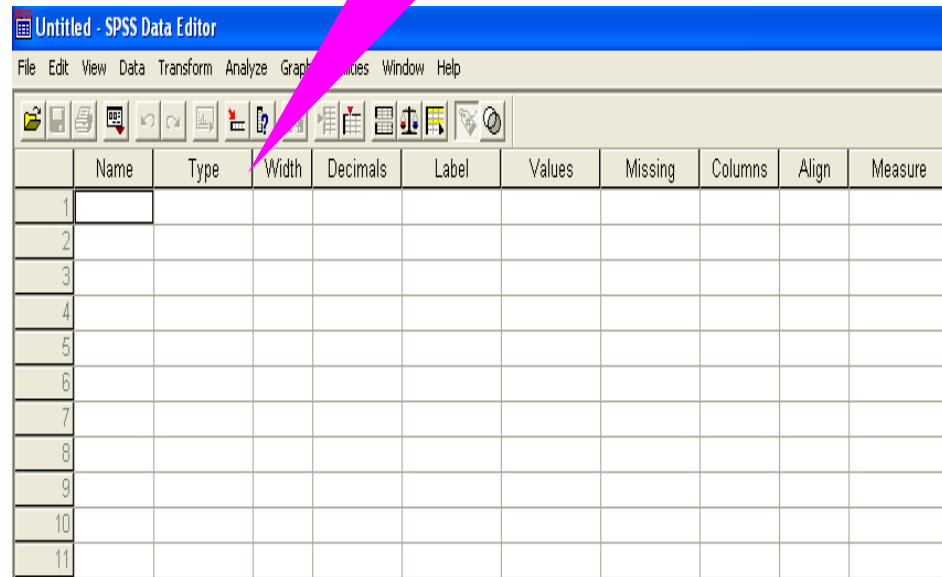 SPSS
Untitled - SPSS Data Editor
File Edit View Data Transform Analyze Window Help
Name Type Width Decimals Label Values Missing Columns Align Measure
1
2
3
4
5
6
7
8
9
10
11